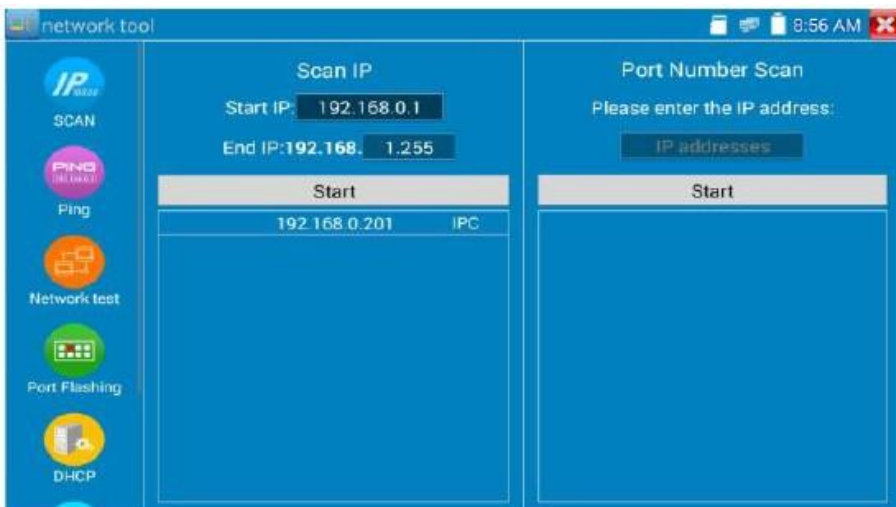 network tool
8:56 AM
IP
SCAN
PING
Ping
Network test
Port Flashing
DHCP
Scan IP
Start IP: 192.168.0.1
End IP:192.168. 1.255
Start
192.168.0.201 IPC
Port Number Scan
Please enter the IP address:
IP addresses
Start